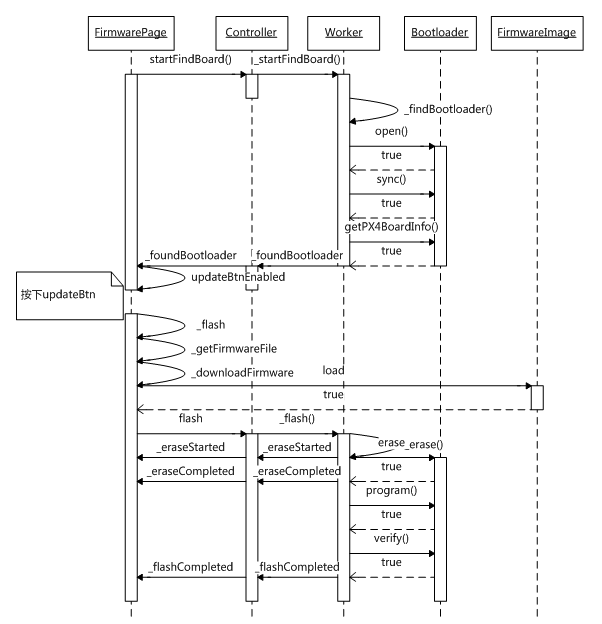 FirmwarePage
Controller
Worker
Bootloader
FirmwareImage
startFindBoard()
_startFindBoard()
_findBootloader()
open()
true
sync()
true
getPX4BoardInfo()
true
_foundBootloader
_foundBootloader
updateBtnEnabled
按下updateBtn
_flash
_getFirmwareFile
_downloadFirmware
load
true
flash
_flash()
erase
_erase()
_eraseStarted
_eraseStarted
true
_eraseCompleted
_eraseCompleted
program()
true
verify()
true
_flashCompleted
_flashCompleted